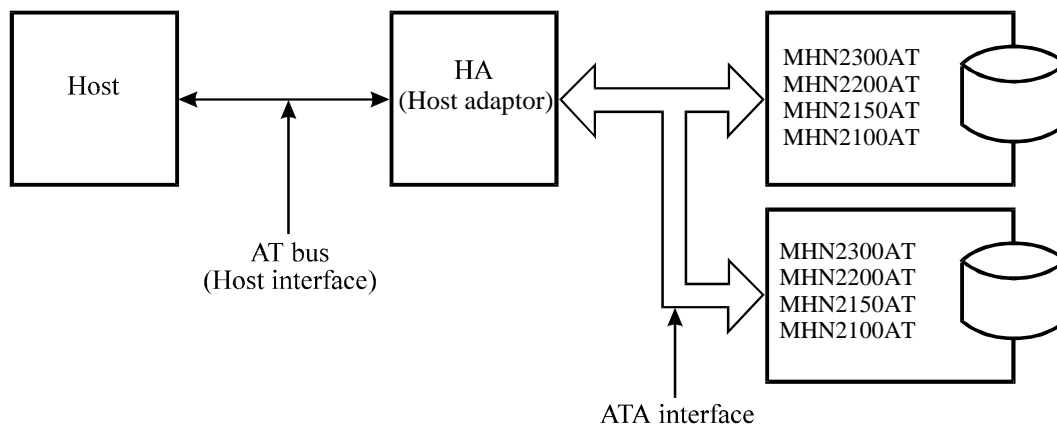 Host
HA
(Host adaptor)
AT bus
(Host interface)
MHN2300AT
MHN2200AT
MHN2150AT
MHN2100AT
MHN2300AT
MHN2200AT
MHN2150AT
MHN2100AT
ATA interface